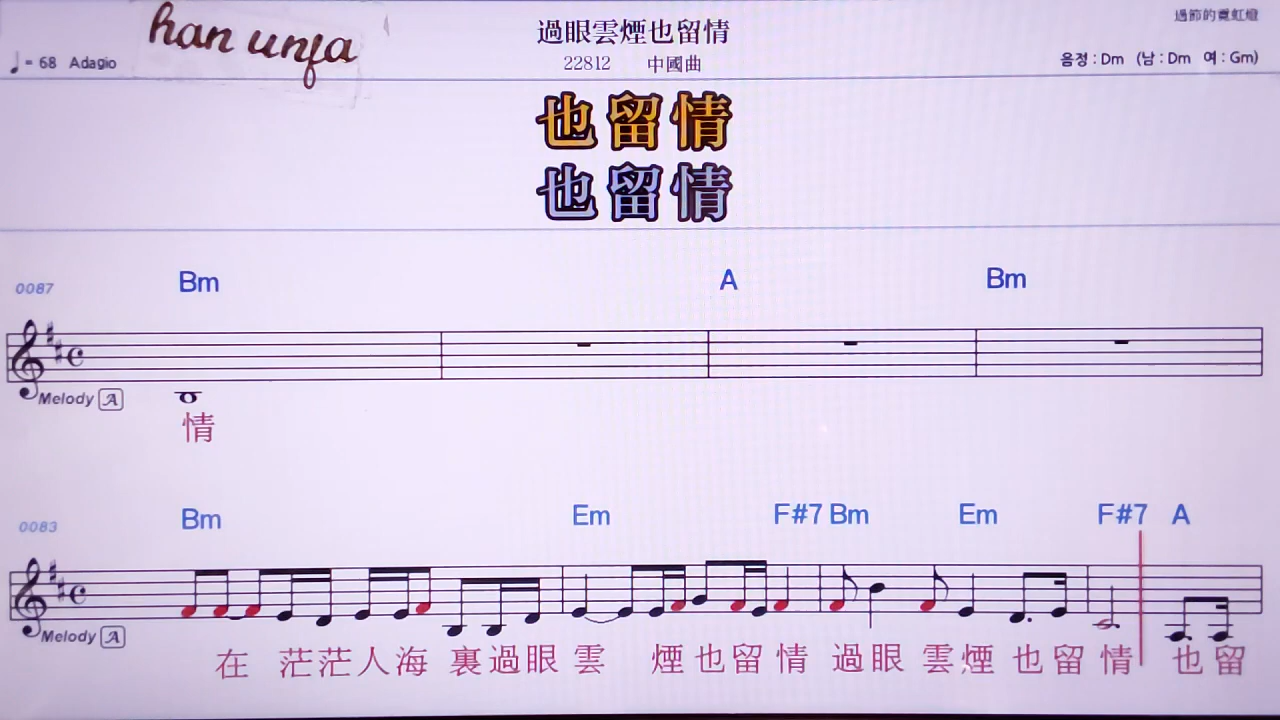 han unja
過眼雲煙也留情
過節的霓虹燈
♩= 68 Adagio
22812 中國曲
음정 : Dm (남 : Dm 여 : Gm)
也留情
也留情
0087 Bm A Bm
Melody A
情
0083 Bm Em F#7 Bm Em F#7 A
Melody A
在 茫茫人海 裏過眼 雲 煙也留情 過眼 雲煙 也留 情 也留